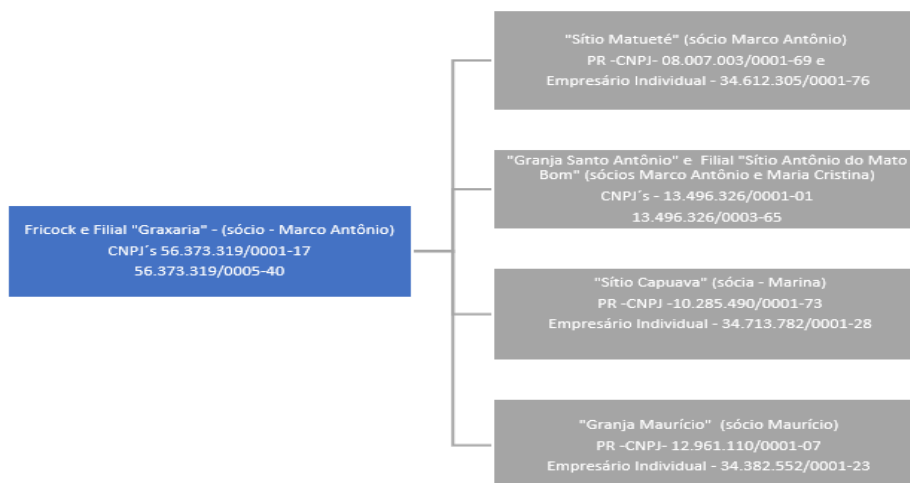 "Sítio Matueté" (sócio Marco Antônio)
PR -CNPJ- 08.007.003/0001-69 e
Empresário Individual - 34.612.305/0001-76
"Granja Santo Antônio" e Filial "Sítio Antônio do Mato
Bom" (sócios Marco Antônio e Maria Cristina)
CNPJ´s - 13.496.326/0001-01
13.496.326/0003-65
Fricock e Filial "Graxaria" - (sócio - Marco Antônio)
CNPJ´s 56.373.319/0001-17
56.373.319/0005-40
"Sítio Capuava" (sócia - Marina)
PR -CNPJ -10.285.490/0001-73
Empresário Individual - 34.713.782/0001-28
"Granja Maurício" (sócio Maurício)
PR -CNPJ- 12.961.110/0001-07
Empresário Individual - 34.382.552/0001-23